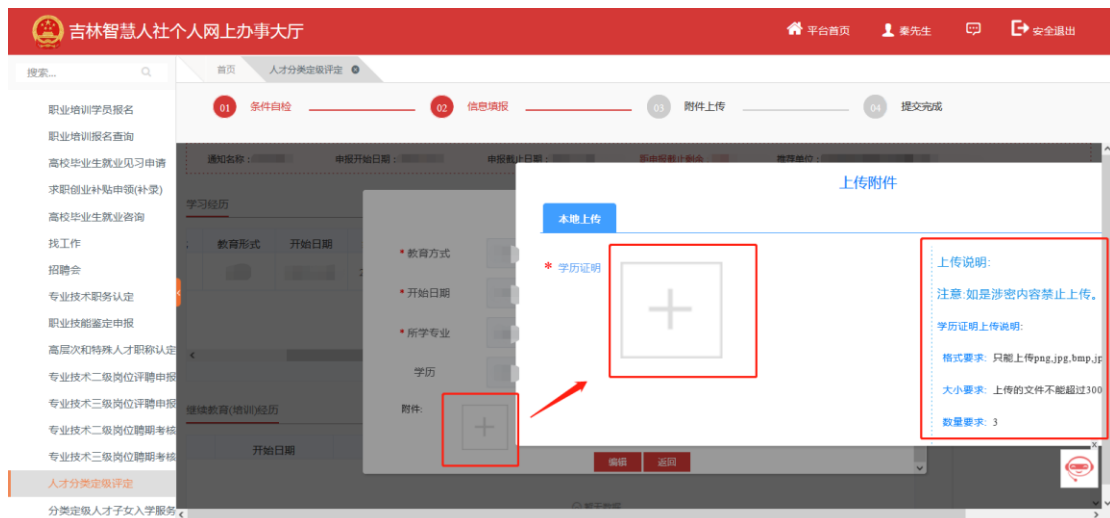 吉林智慧人社个人网上办事大厅
平台首页 秦先生 安全退出
搜索...
首页 人才分类定级评定
01 条件自检 02 信息填报 03 附件上传 04 提交完成
职业培训学员报名
职业培训报名查询
高校毕业生就业见习申请
求职创业补贴申领(补录)
高校毕业生就业咨询
找工作
招聘会
专业技术职务认定
职业技能鉴定申报
高层次和特殊人才职称认定
专业技术二级岗位评聘申报
专业技术三级岗位评聘申报
专业技术二级岗位聘期考核
专业技术三级岗位聘期考核
人才分类定级评定
分类定级人才子女入学服务
通知名称: 申报开始日期: 申报截止日期: 距申报截止剩余: 推荐单位:
学习经历
教育形式 开始日期
继续教育(培训)经历
开始日期
*教育方式
*开始日期
*所学专业
学历
附件:
编辑 返回
暂无数据
上传附件
本地上传
* 学历证明
上传说明:
注意:如是涉密内容禁止上传。
学历证明上传说明:
格式要求: 只能上传png,jpg,bmp,jp
大小要求: 上传的文件不能超过300
数量要求: 3